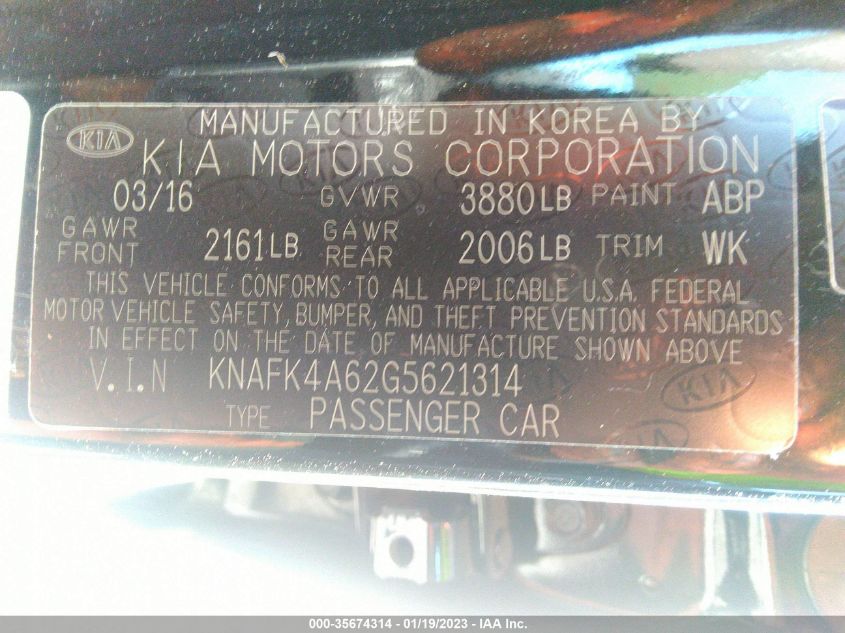 MANUFACTURED IN KOREA BY
KIA KIA MOTORS CORPORATION
03/16 GVWR 3880LB PAINT ABP
GAWR FRONT 2161LB GAWR REAR 2006LB TRIM WK
THIS VEHICLE CONFORMS TO ALL APPLICABLE U.S.A. FEDERAL
MOTOR VEHICLE SAFETY, BUMPER, AND THEFT PREVENTION STANDARDS
IN EFFECT ON THE DATE OF MANUFACTURE SHOWN ABOVE
V.I.N KNAFK4A62G5621314
TYPE PASSENGER CAR
000-35674314 - 01/19/2023 - IAA Inc.